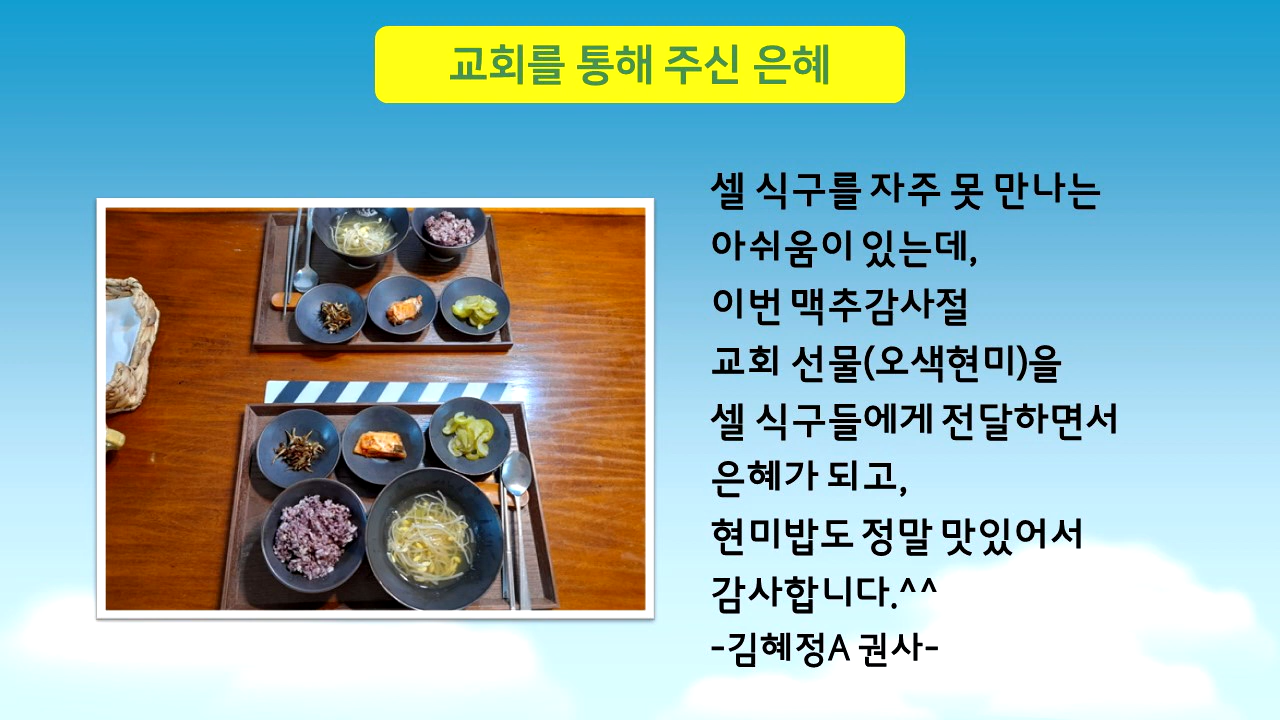 교회를 통해 주신 은혜
셀 식구를 자주 못 만나는
아쉬움이 있는데,
이번 맥추감사절
교회 선물(오색현미)을
셀 식구들에게 전달하면서
은혜가 되고,
현미밥도 정말 맛있어서
감사합니다.^^
-김혜정A 권사-